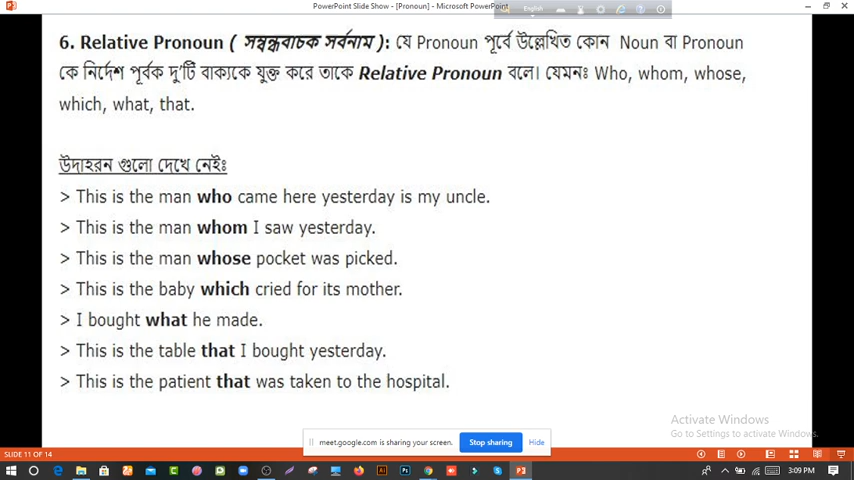 PowerPoint Slide Show - [Pronoun] - Microsoft PowerPoint
English
6. Relative Pronoun ( সম্বন্ধবাচক সর্বনাম ): যে Pronoun পূর্বে উল্লেখিত কোন Noun বা Pronoun
কে নির্দেশ পূর্বক দু'টি বাক্যকে যুক্ত করে তাকে Relative Pronoun বলে। যেমনঃ Who, whom, whose,
which, what, that.
উদাহরন গুলো দেখে নেইঃ
> This is the man who came here yesterday is my uncle.
> This is the man whom I saw yesterday.
> This is the man whose pocket was picked.
> This is the baby which cried for its mother.
> I bought what he made.
> This is the table that I bought yesterday.
> This is the patient that was taken to the hospital.
Activate Windows
Go to Settings to activate Windows.
meet.google.com is sharing your screen. Stop sharing Hide
SLIDE 11 OF 14
3:09 PM